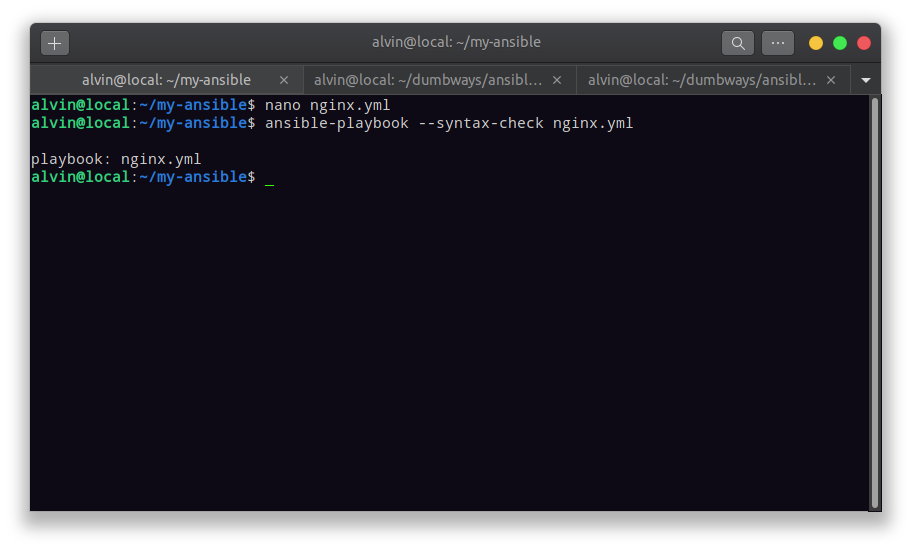 alvin@local: ~/my-ansible
alvin@local: ~/my-ansible
alvin@local: ~/dumbways/ansibl…
alvin@local: ~/dumbways/ansibl…
alvin@local:~/my-ansible$ nano nginx.yml
alvin@local:~/my-ansible$ ansible-playbook --syntax-check nginx.yml
playbook: nginx.yml
alvin@local:~/my-ansible$ _